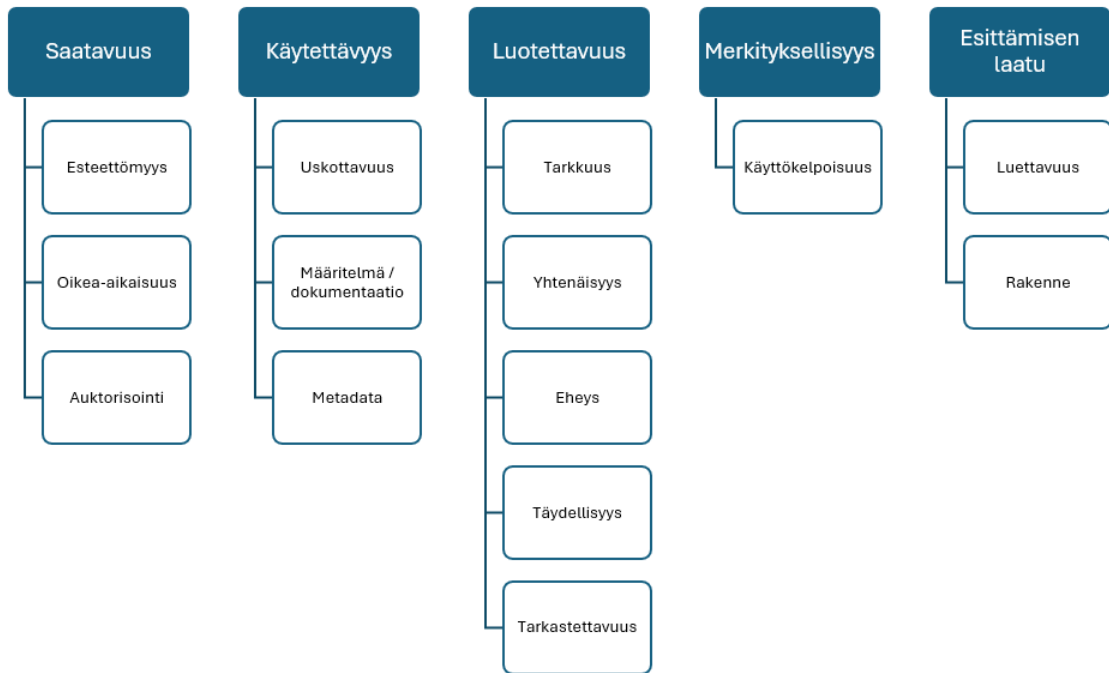 Saatavuus
Esteettömyys
Oikea-aikaisuus
Auktorisointi
Käytettävyys
Uskottavuus
Määritelmä /
dokumentaatio
Metadata
Luotettavuus
Tarkkuus
Yhtenäisyys
Eheys
Täydellisyys
Tarkastettavuus
Merkityksellisyys
Käyttökelpoisuus
Esittämisen
laatu
Luettavuus
Rakenne